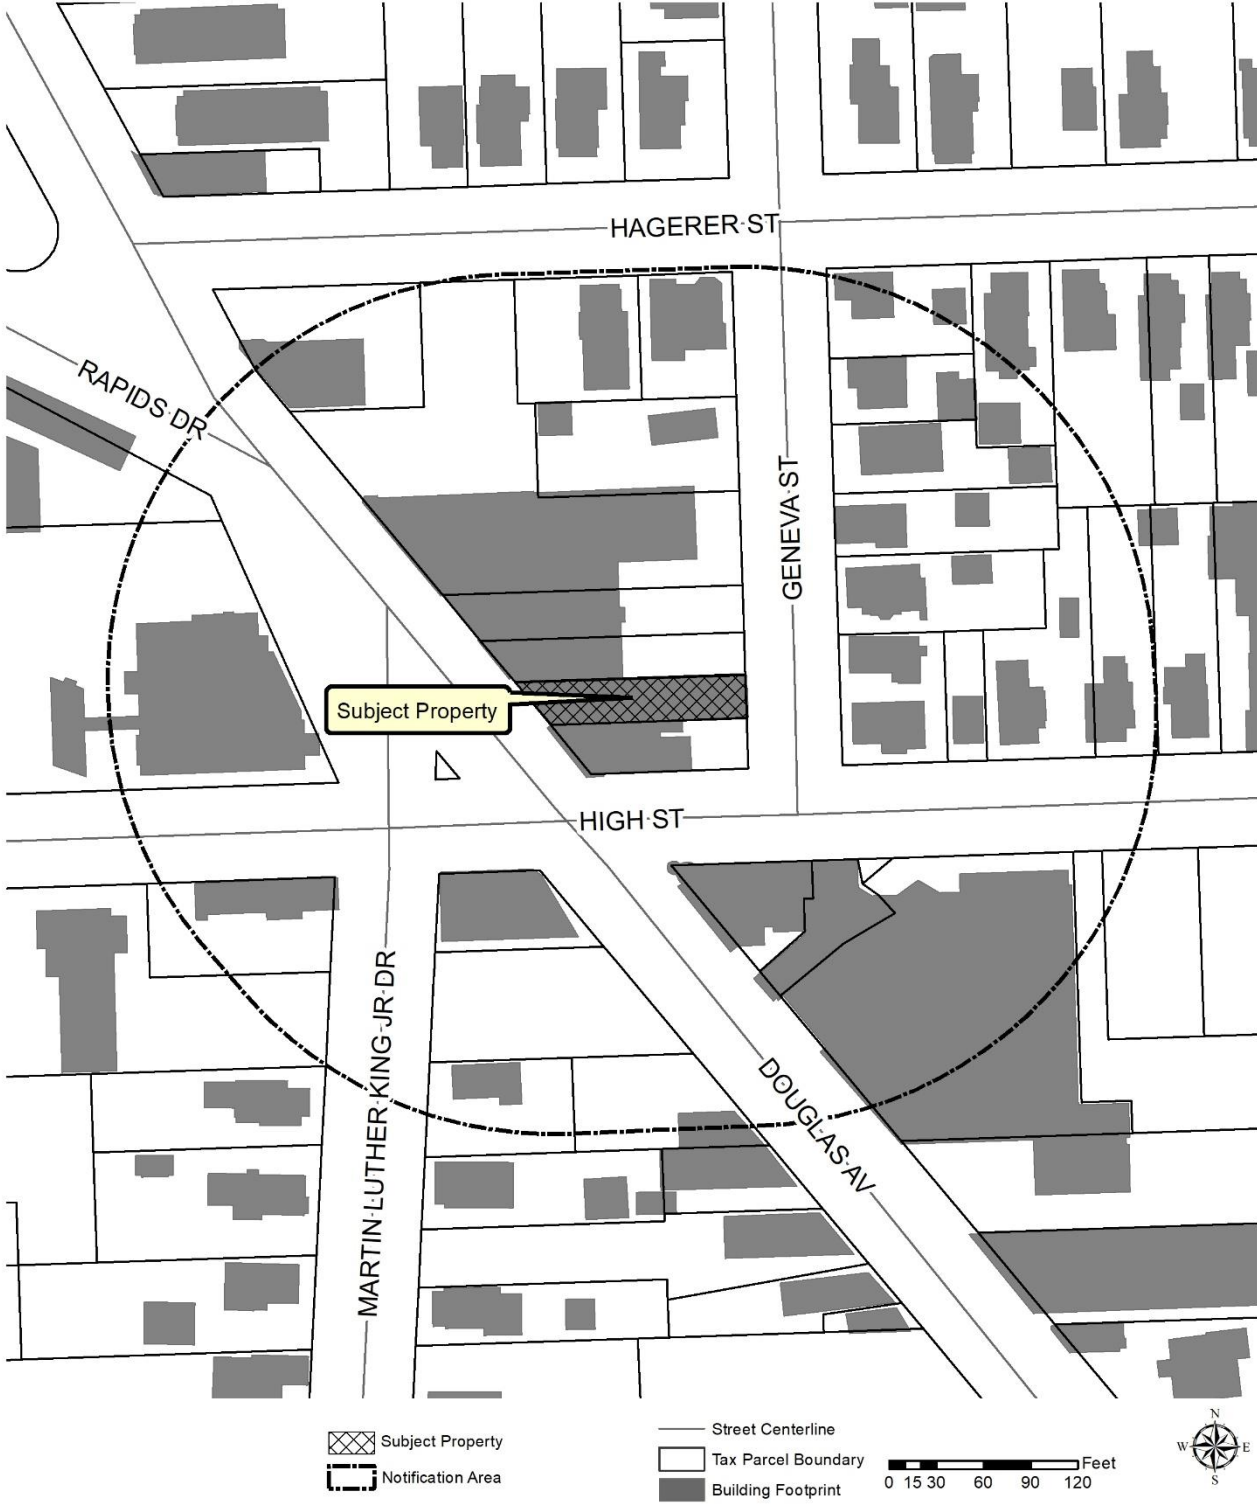 HAGERER ST
RAPIDS DR
GENEVA ST
Subject Property
HIGH ST
MARTIN LUTHER KING JR DR
DOUGLAS AV
Subject Property
Notification Area
Street Centerline
Tax Parcel Boundary
Building Footprint
Feet
0 15 30 60 90 120
N
W E
S